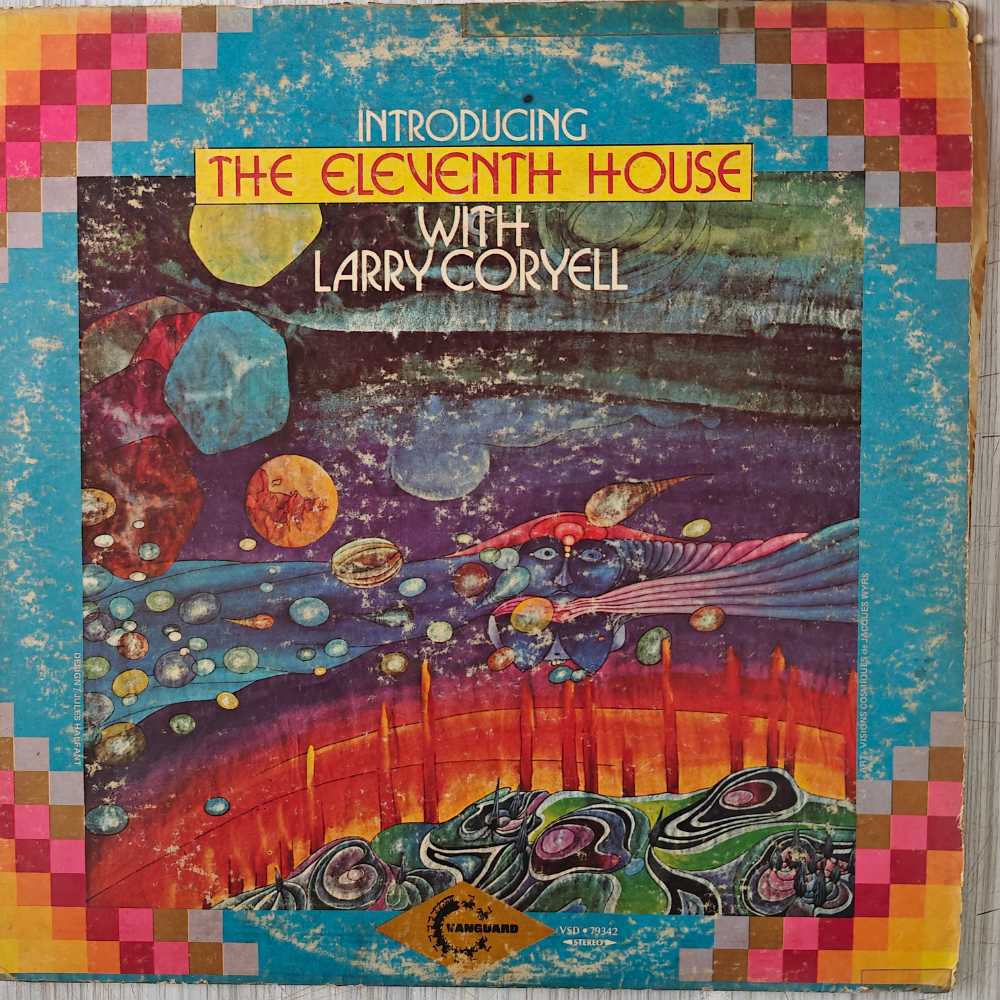 INTRODUCING
THE ELEVENTH HOUSE
WITH
LARRY CORYELL
DESIGN / JULES HALFANT
ART: VISIONS COSMIQUES de JACQUES WYRS
VANGUARD
VSD • 79342
STEREO